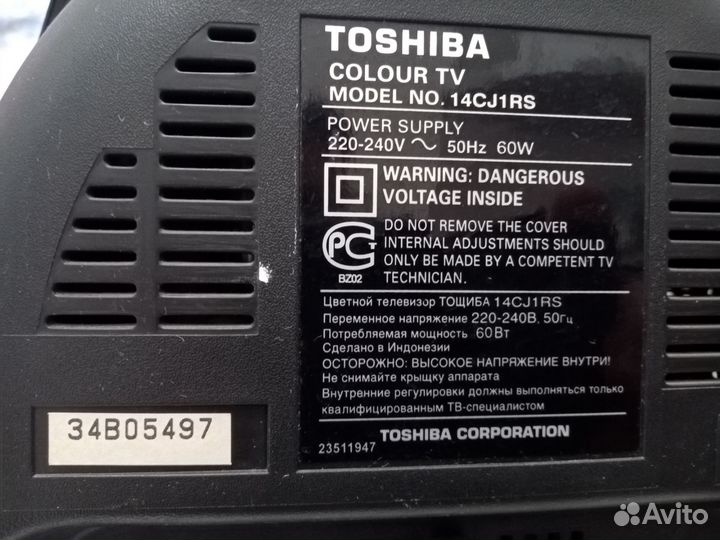 TOSHIBA
COLOUR TV
MODEL NO. 14CJ1RS
POWER SUPPLY
220-240V ~ 50Hz 60W
WARNING: DANGEROUS
VOLTAGE INSIDE
DO NOT REMOVE THE COVER
INTERNAL ADJUSTMENTS SHOULD
ONLY BE MADE BY A COMPETENT TV
TECHNICIAN.
PCT
BZ02
Цветной телевизор ТОЩИБА 14CJ1RS
Переменное напряжение 220-240В, 50гц
Потребляемая мощность 60Вт
Сделано в Индонезии
ОСТОРОЖНО: ВЫСОКОЕ НАПРЯЖЕНИЕ ВНУТРИ!
Не снимайте крыщку аппарата
Внутренние регулировки должны выполняться только
квалифицированным ТВ-специалистом
TOSHIBA CORPORATION
23511947
34B05497
Avito